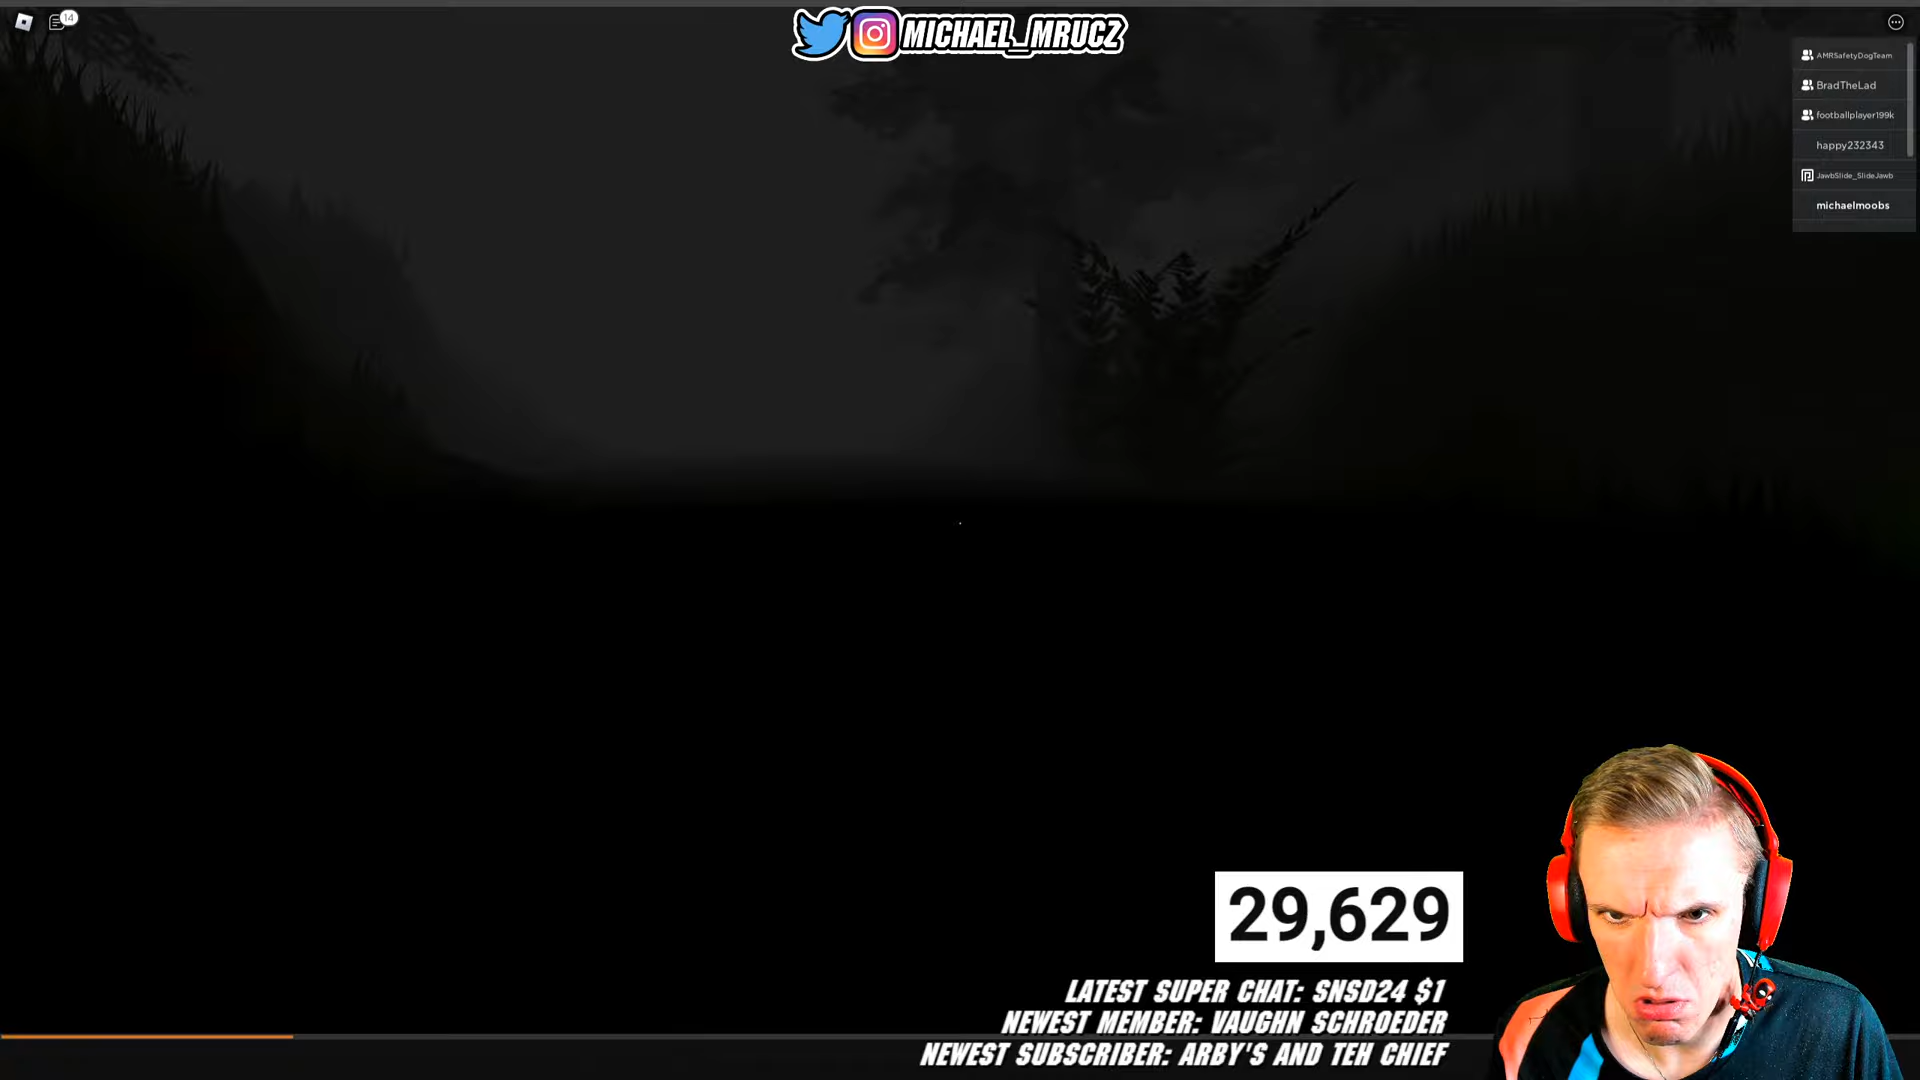 14
MICHAEL_MRUCZ
AMRSafetyDogTeam
BradTheLad
footballplayer199k
happy232343
JawbSlide_SlideJawb
michaelmoobs
29,629
LATEST SUPER CHAT: SNSD24 $1
NEWEST MEMBER: VAUGHN SCHROEDER
NEWEST SUBSCRIBER: ARBY'S AND TEH CHIEF